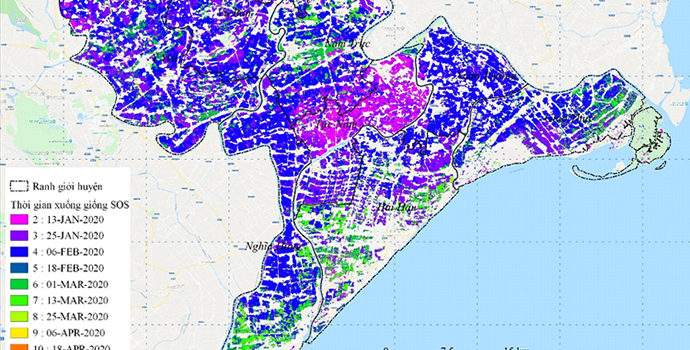 Nam Trực
Hải Hậu
Ranh giới huyện
Thời gian xuống giống SOS
2 : 13-JAN-2020
3 : 25-JAN-2020
4 : 06-FEB-2020
5 : 18-FEB-2020
6 : 01-MAR-2020
7 : 13-MAR-2020
8 : 25-MAR-2020
9 : 06-APR-2020
10 : 18-APR-2020